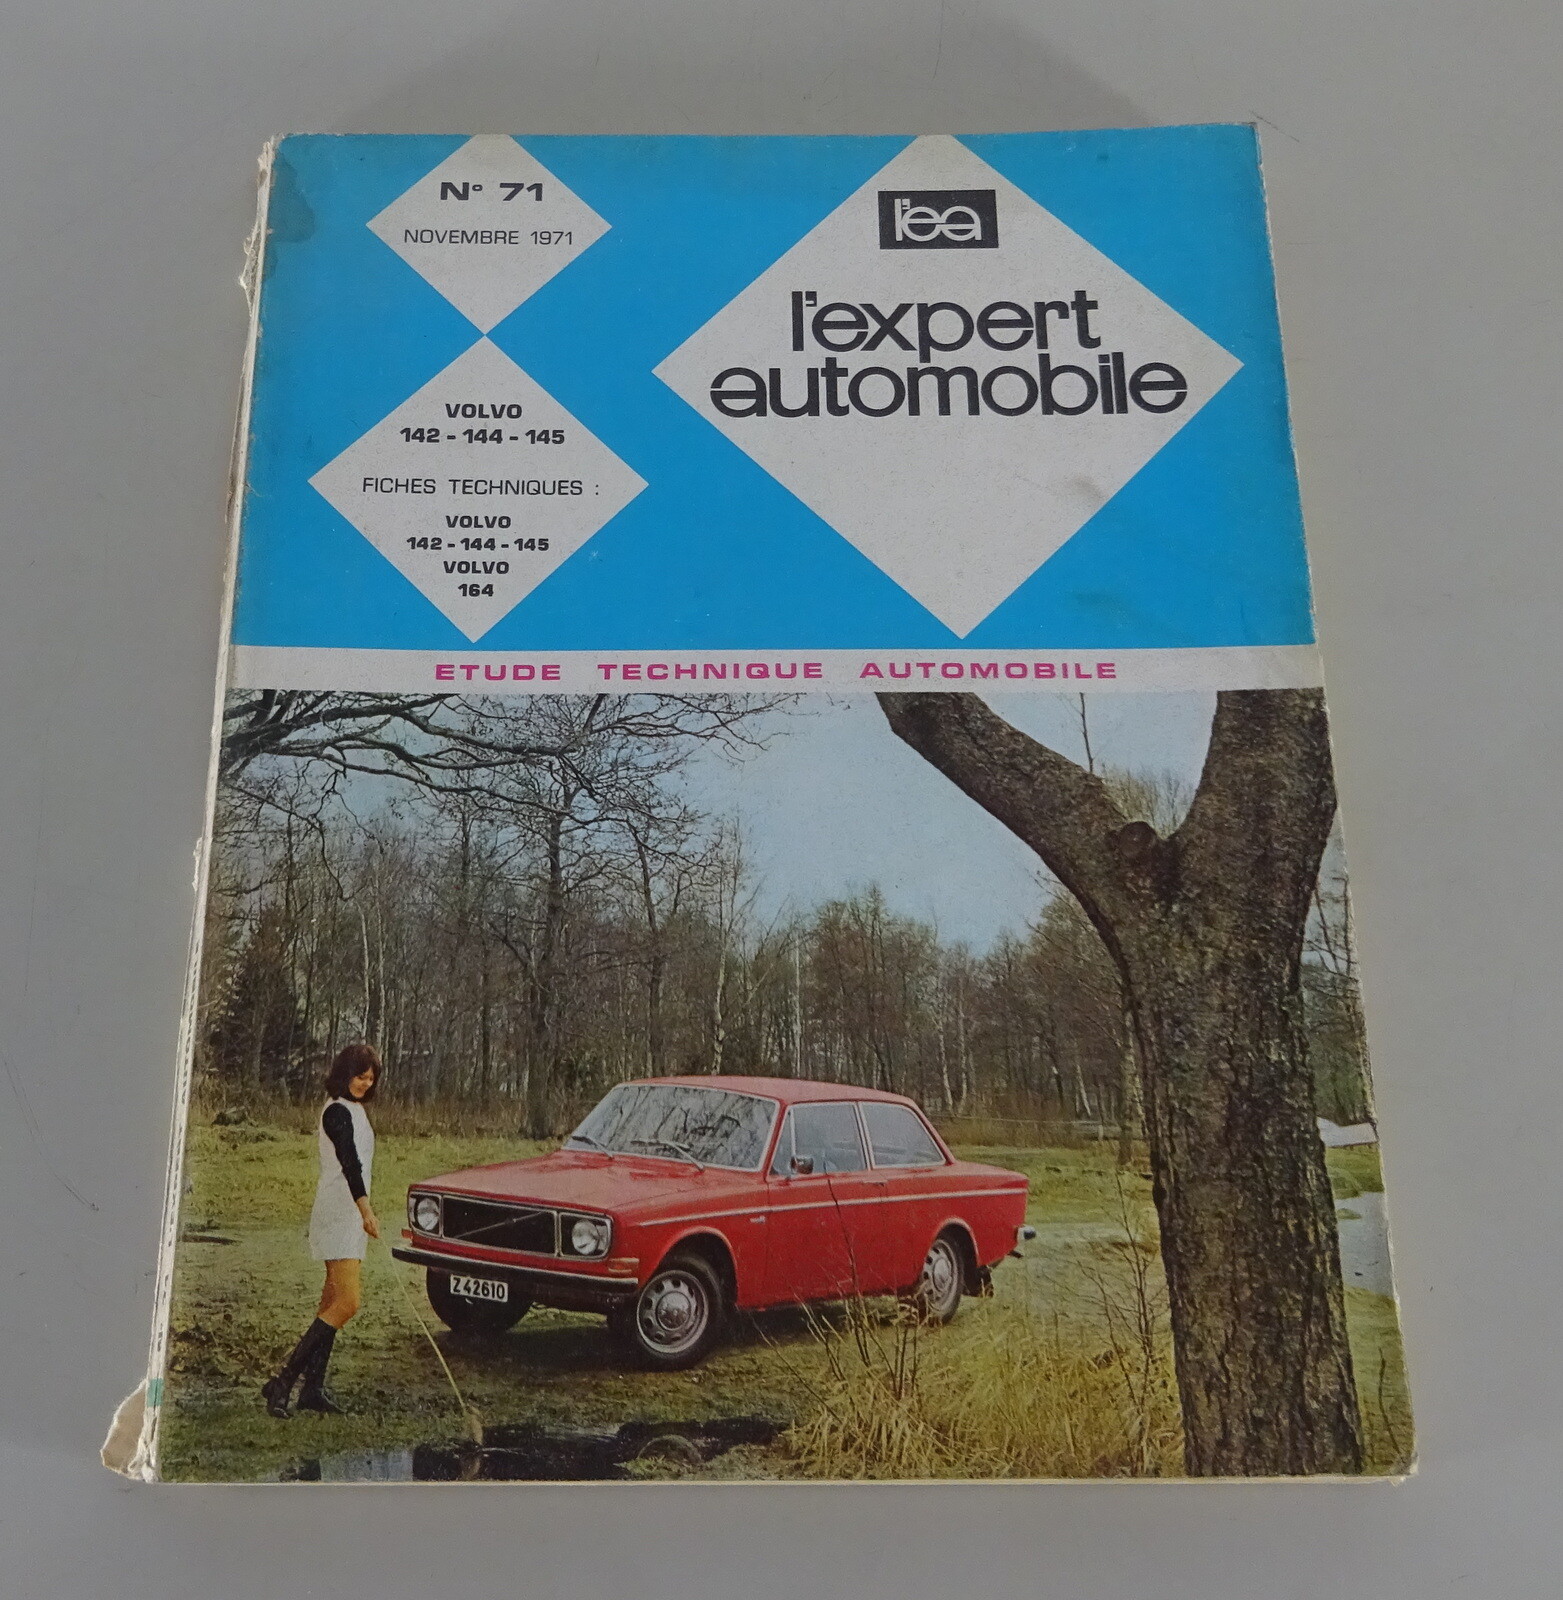 N° 71
NOVEMBRE 1971
l'ea
l'expert
automobile
VOLVO
142 - 144 - 145
FICHES TECHNIQUES :
VOLVO
142 - 144 - 145
VOLVO
164
ETUDE TECHNIQUE AUTOMOBILE
Z 42610